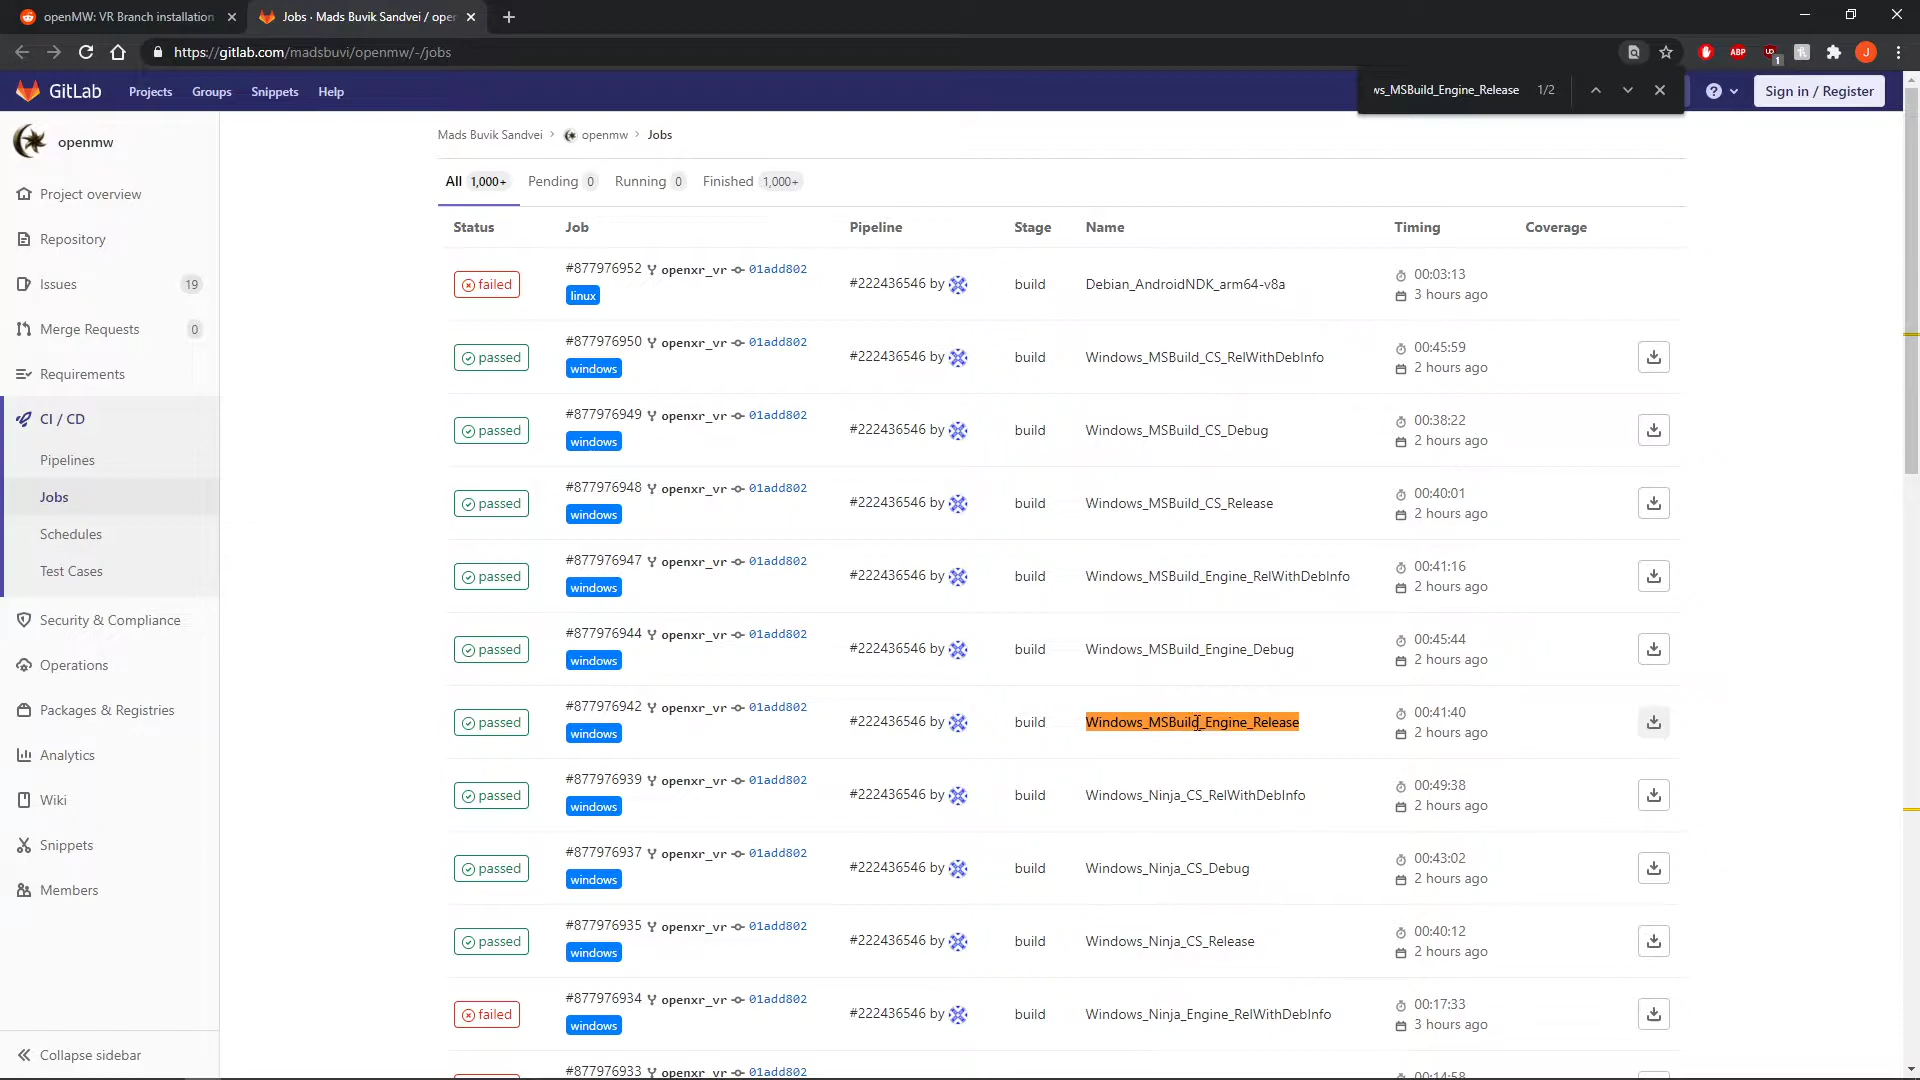 openMW: VR Branch installation
Jobs · Mads Buvik Sandvei / open
https://gitlab.com/madsbuvi/openmw/-/jobs
ABP
1
J
GitLab
Projects
Groups
Snippets
Help
ws_MSBuild_Engine_Release 1/2
Sign in / Register
openmw
Project overview
Repository
Issues 19
Merge Requests 0
Requirements
CI / CD
Pipelines
Jobs
Schedules
Test Cases
Security & Compliance
Operations
Packages & Registries
Analytics
Wiki
Snippets
Members
Collapse sidebar
Mads Buvik Sandvei > openmw > Jobs
All 1,000+ Pending 0 Running 0 Finished 1,000+
Status Job Pipeline Stage Name Timing Coverage
failed #877976952 openxr_vr 01add802 linux #222436546 by build Debian_AndroidNDK_arm64-v8a 00:03:13 3 hours ago
passed #877976950 openxr_vr 01add802 windows #222436546 by build Windows_MSBuild_CS_RelWithDebInfo 00:45:59 2 hours ago
passed #877976949 openxr_vr 01add802 windows #222436546 by build Windows_MSBuild_CS_Debug 00:38:22 2 hours ago
passed #877976948 openxr_vr 01add802 windows #222436546 by build Windows_MSBuild_CS_Release 00:40:01 2 hours ago
passed #877976947 openxr_vr 01add802 windows #222436546 by build Windows_MSBuild_Engine_RelWithDebInfo 00:41:16 2 hours ago
passed #877976944 openxr_vr 01add802 windows #222436546 by build Windows_MSBuild_Engine_Debug 00:45:44 2 hours ago
passed #877976942 openxr_vr 01add802 windows #222436546 by build Windows_MSBuild_Engine_Release 00:41:40 2 hours ago
passed #877976939 openxr_vr 01add802 windows #222436546 by build Windows_Ninja_CS_RelWithDebInfo 00:49:38 2 hours ago
passed #877976937 openxr_vr 01add802 windows #222436546 by build Windows_Ninja_CS_Debug 00:43:02 2 hours ago
passed #877976935 openxr_vr 01add802 windows #222436546 by build Windows_Ninja_CS_Release 00:40:12 2 hours ago
failed #877976934 openxr_vr 01add802 windows #222436546 by build Windows_Ninja_Engine_RelWithDebInfo 00:17:33 3 hours ago
#877976933 openxr_vr 01add802 00:14:58